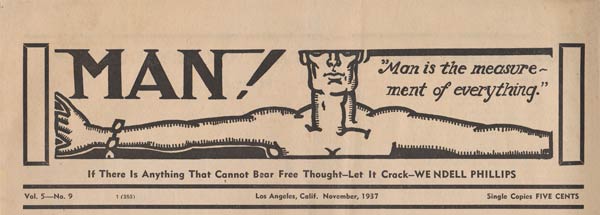 MAN!
"Man is the measure-
ment of everything."
If There Is Anything That Cannot Bear Free Thought—Let It Crack—WENDELL PHILLIPS
Vol. 5—No. 9 1 (353) Los Angeles, Calif. November, 1937 Single Copies FIVE CENTS